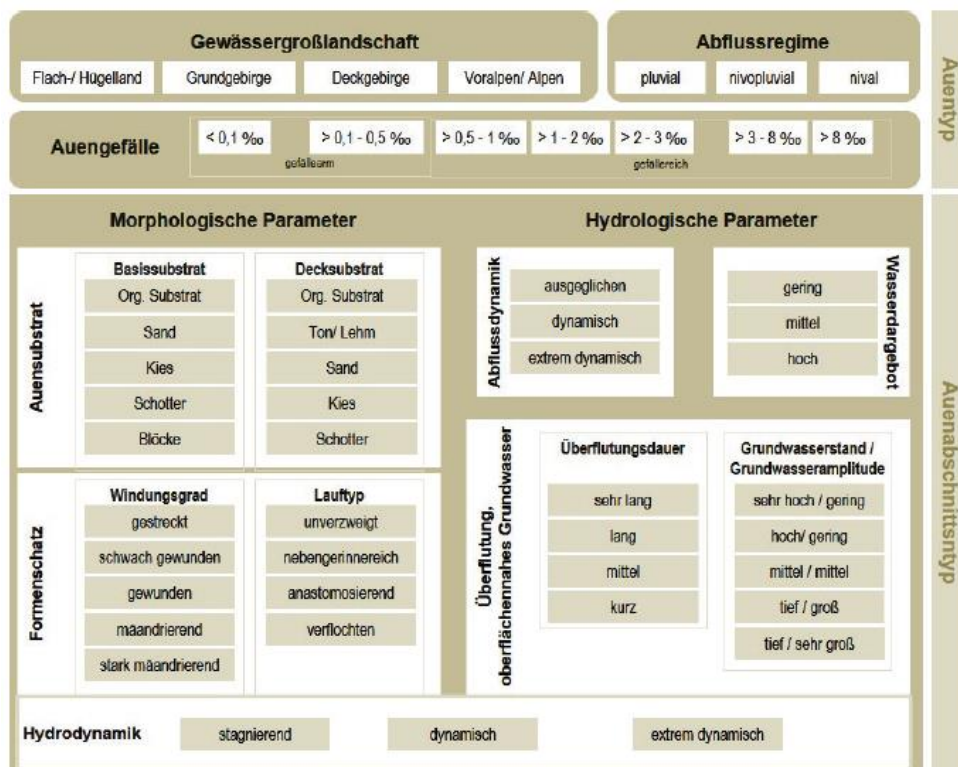 Gewässergroßlandschaft
Flach-/ Hügelland
Grundgebirge
Deckgebirge
Voralpen/ Alpen
Abflussregime
pluvial
nivopluvial
nival
Auentyp
Auengefälle
< 0,1 ‰
> 0,1 - 0,5 ‰
> 0,5 - 1 ‰
> 1 - 2 ‰
> 2 - 3 ‰
> 3 - 8 ‰
> 8 ‰
gefällearm
gefällereich
Morphologische Parameter
Auensubstrat
Basissubstrat
Org. Substrat
Sand
Kies
Schotter
Blöcke
Decksubstrat
Org. Substrat
Ton/ Lehm
Sand
Kies
Schotter
Formenschatz
Windungsgrad
gestreckt
schwach gewunden
gewunden
mäandrierend
stark mäandrierend
Lauftyp
unverzweigt
nebengerinnereich
anastomosierend
verflochten
Hydrologische Parameter
Abflussdynamik
ausgeglichen
dynamisch
extrem dynamisch
gering
mittel
hoch
Wasserdargebot
Überflutung,
oberflächennahes Grundwasser
Überflutungsdauer
sehr lang
lang
mittel
kurz
Grundwasserstand /
Grundwasseramplitude
sehr hoch / gering
hoch/ gering
mittel / mittel
tief / groß
tief / sehr groß
Auenabschnittsntyp
Hydrodynamik
stagnierend
dynamisch
extrem dynamisch